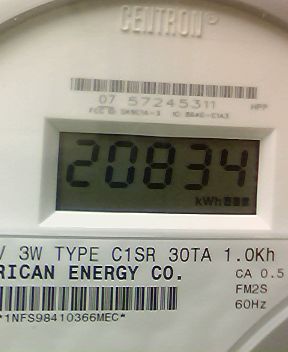 CENTRON®
07 57245311 HPP
20834
kWh
V 3W TYPE C1SR 30TA 1.0Kh
RICAN ENERGY CO. CA 0.5
FM2S
60Hz
*1NFS98410366MEC*